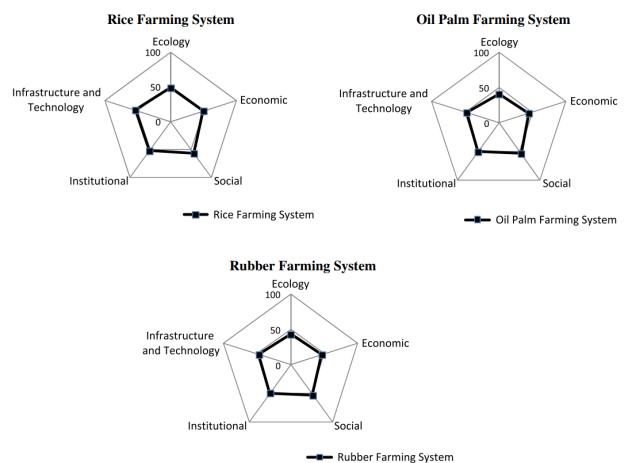 Rice Farming System
Ecology
100
50
0
Infrastructure and
Technology
Economic
Institutional
Social
Rice Farming System
Oil Palm Farming System
Ecology
100
50
0
Infrastructure and
Technology
Economic
Institutional
Social
Oil Palm Farming System
Rubber Farming System
Ecology
100
50
0
Infrastructure
and Technology
Economic
Institutional
Social
Rubber Farming System